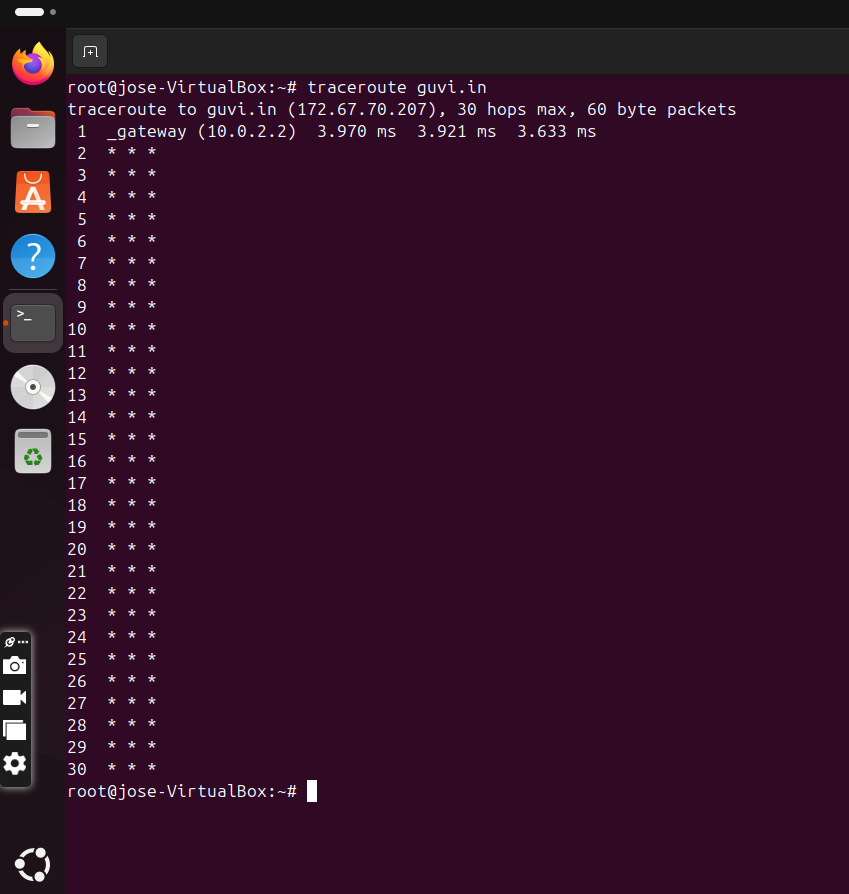 root@jose-VirtualBox:~# traceroute guvi.in
traceroute to guvi.in (172.67.70.207), 30 hops max, 60 byte packets
 1  _gateway (10.0.2.2)  3.970 ms  3.921 ms  3.633 ms
 2  * * *
 3  * * *
 4  * * *
 5  * * *
 6  * * *
 7  * * *
 8  * * *
 9  * * *
10  * * *
11  * * *
12  * * *
13  * * *
14  * * *
15  * * *
16  * * *
17  * * *
18  * * *
19  * * *
20  * * *
21  * * *
22  * * *
23  * * *
24  * * *
25  * * *
26  * * *
27  * * *
28  * * *
29  * * *
30  * * *
root@jose-VirtualBox:~#